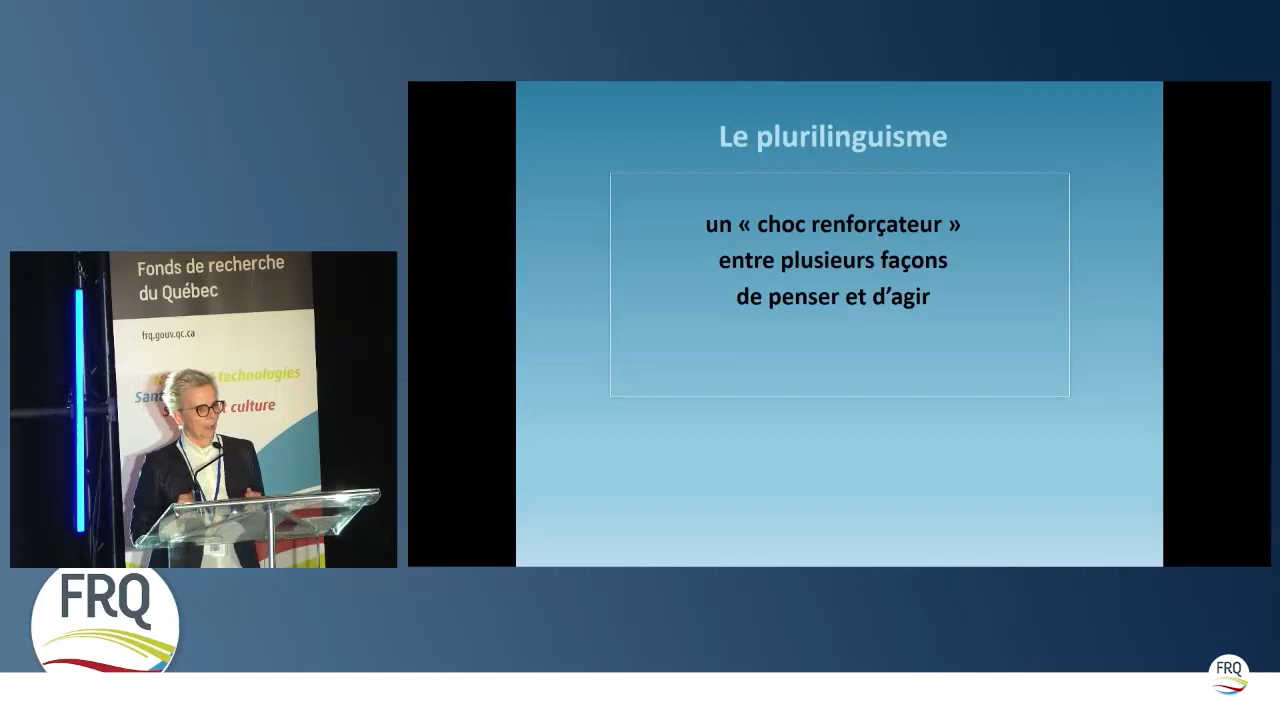 Le plurilinguisme
un « choc renforçateur »
entre plusieurs façons
de penser et d’agir
Fonds de recherche
du Québec
frq.gouv.qc.ca
technologies
Sant
t culture
FRQ
FRQ